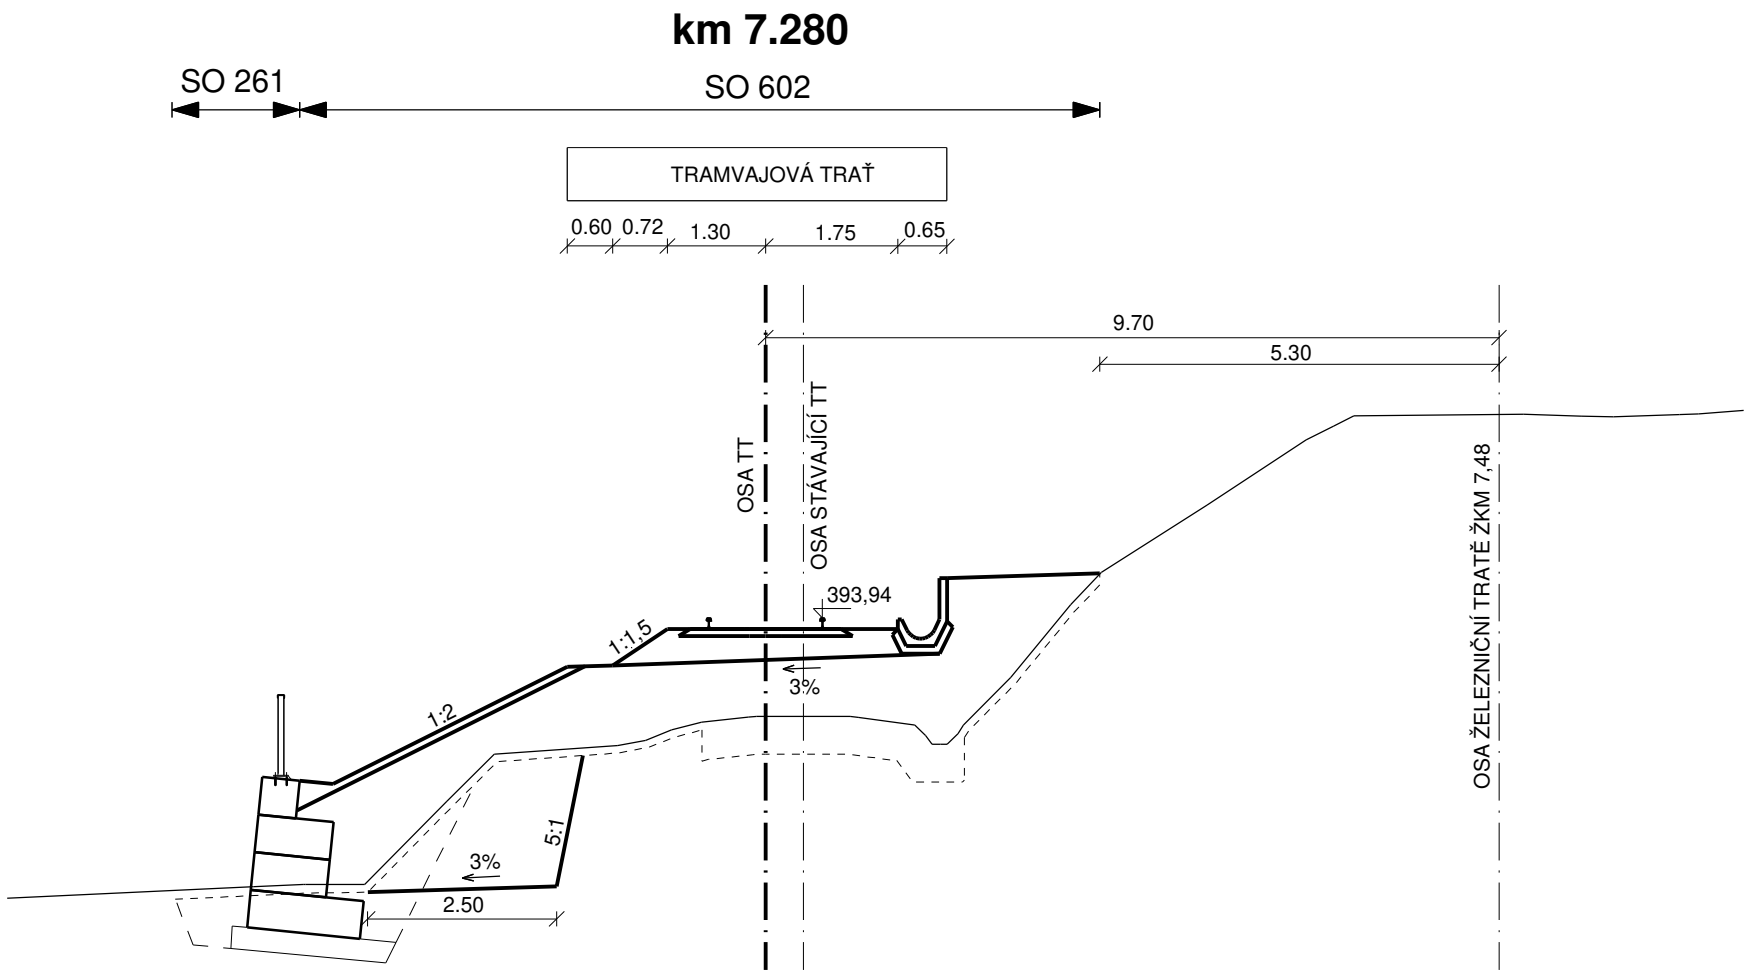 km 7.280
SO 261
SO 602
TRAMVAJOVÁ TRAŤ
0.60
0.72
1.30
1.75
0.65
9.70
5.30
OSA TT
OSA STÁVAJÍCÍ TT
OSA ŽELEZNIČNÍ TRATĚ ŽKM 7,48
393,94
1:1,5
3%
1:2
5:1
3%
2.50